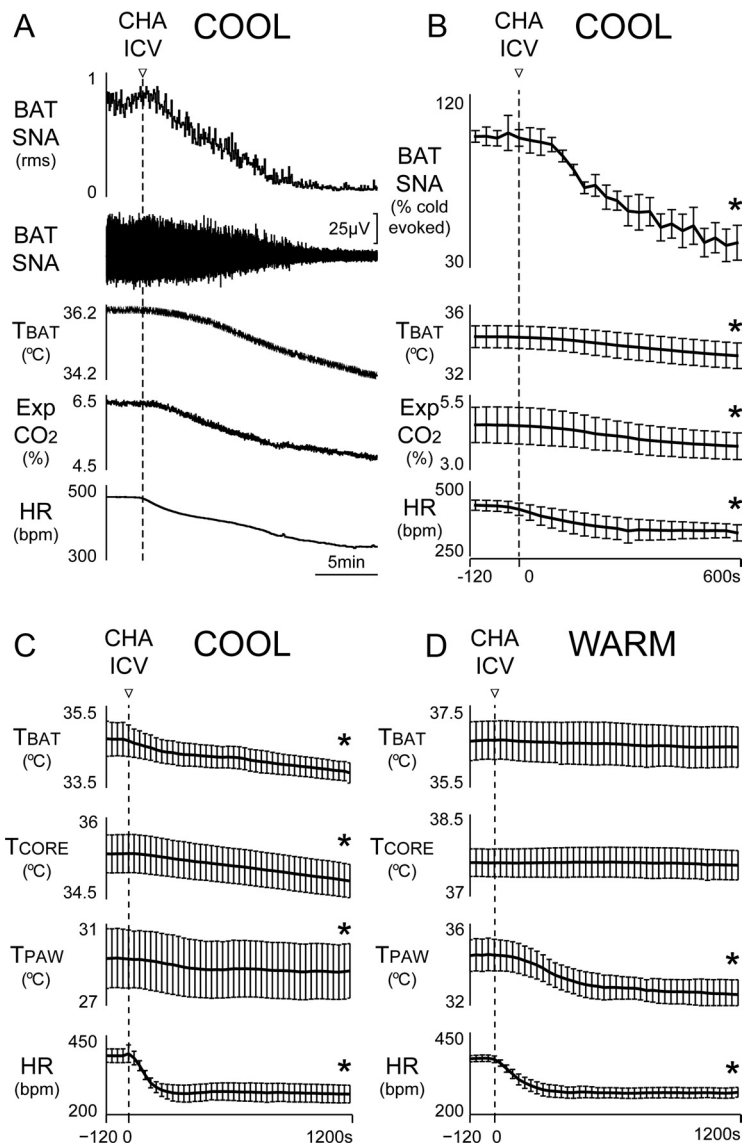 A
CHA
ICV
COOL
BAT
SNA
(rms)
1
0
BAT
SNA
25µV
TBAT
(ºC)
36.2
34.2
Exp
CO2
(%)
6.5
4.5
HR
(bpm)
500
300
5min
B
CHA
ICV
COOL
BAT
SNA
(% cold
evoked)
120
30
*
TBAT
(ºC)
36
32
*
Exp
CO2
(%)
5.5
3.0
*
HR
(bpm)
500
250
*
−120 0 600s
C
CHA
ICV
COOL
TBAT
(ºC)
35.5
33.5
*
TCORE
(ºC)
36
34.5
*
TPAW
(ºC)
31
27
*
HR
(bpm)
450
200
*
−120 0 1200s
D
CHA
ICV
WARM
TBAT
(ºC)
37.5
35.5
TCORE
(ºC)
38.5
37
TPAW
(ºC)
36
32
*
HR
(bpm)
450
200
*
−120 0 1200s